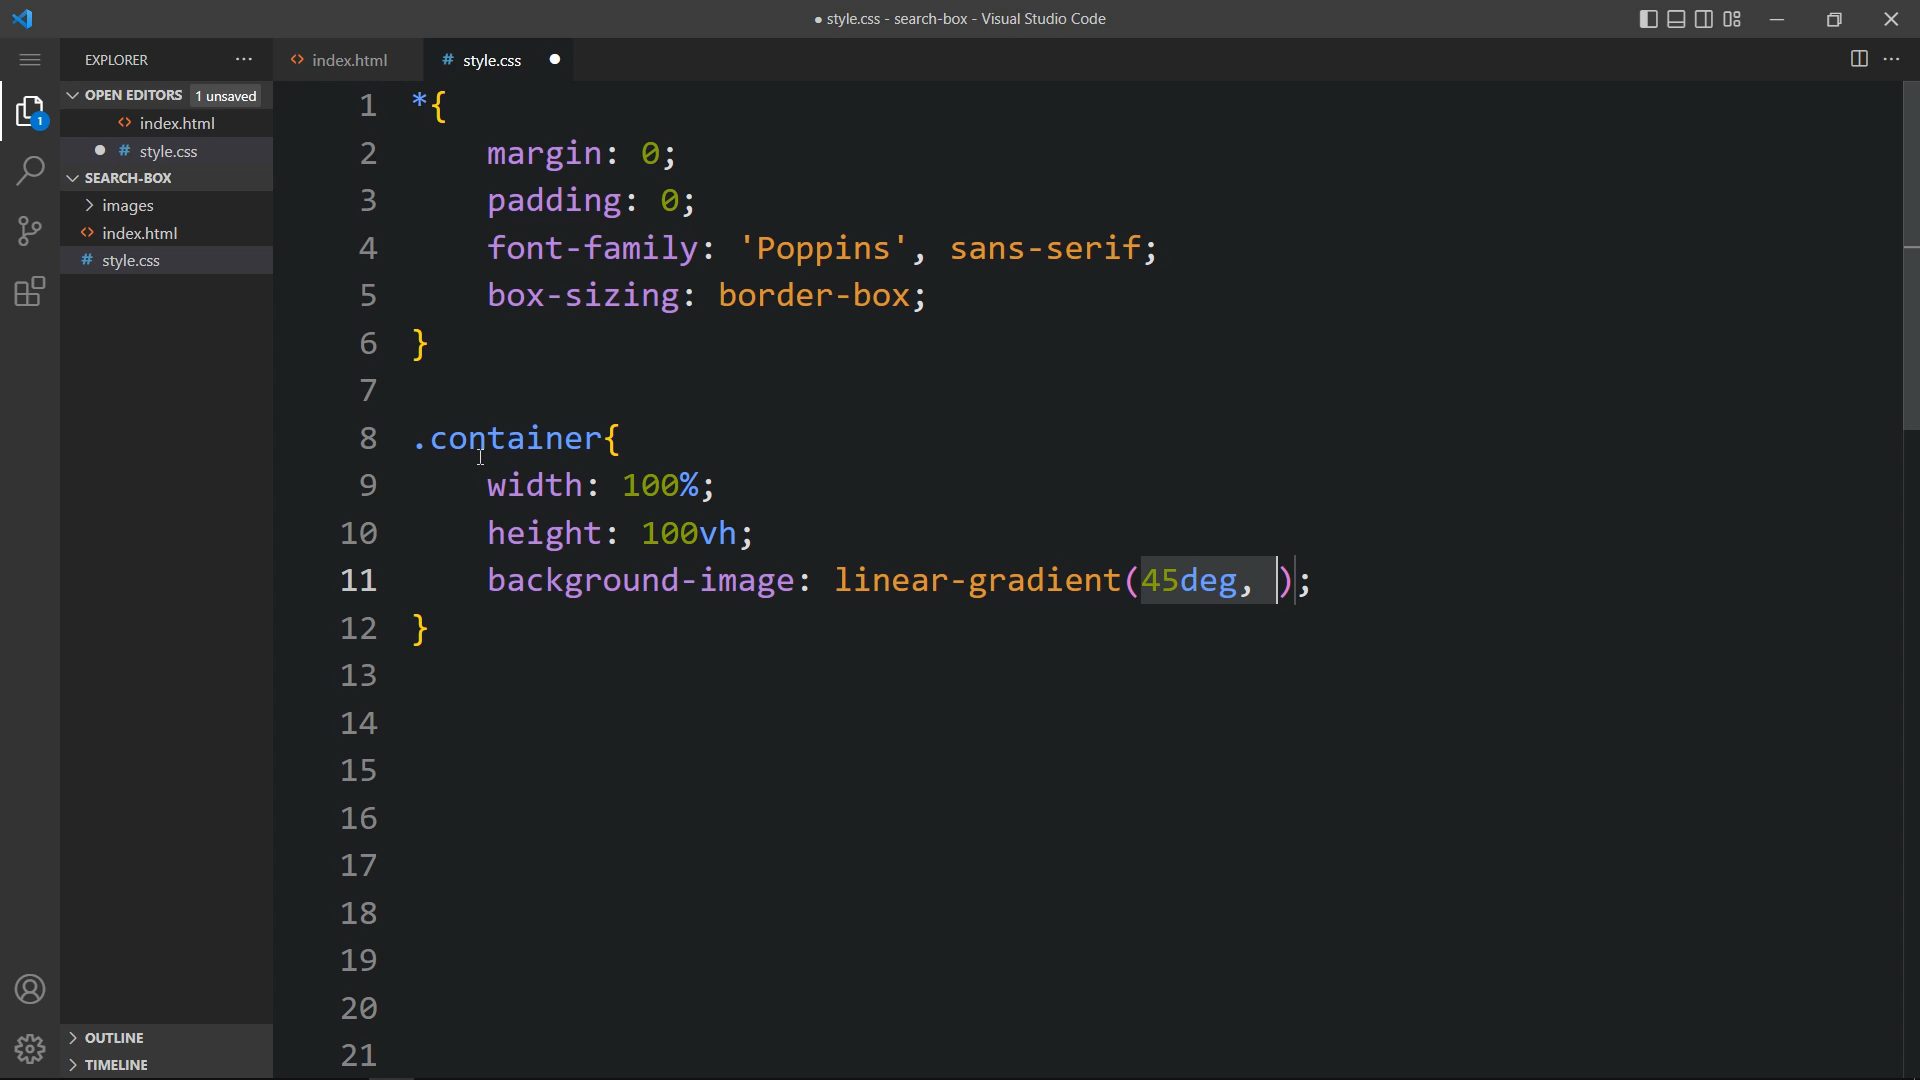 ● style.css - search-box - Visual Studio Code
EXPLORER
index.html
style.css
OPEN EDITORS 1 unsaved
index.html
style.css
SEARCH-BOX
images
index.html
style.css
OUTLINE
TIMELINE
1
1 *{
2 margin: 0;
3 padding: 0;
4 font-family: 'Poppins', sans-serif;
5 box-sizing: border-box;
6 }
7
8 .container{
9 width: 100%;
10 height: 100vh;
11 background-image: linear-gradient(45deg, );
12 }
13
14
15
16
17
18
19
20
21